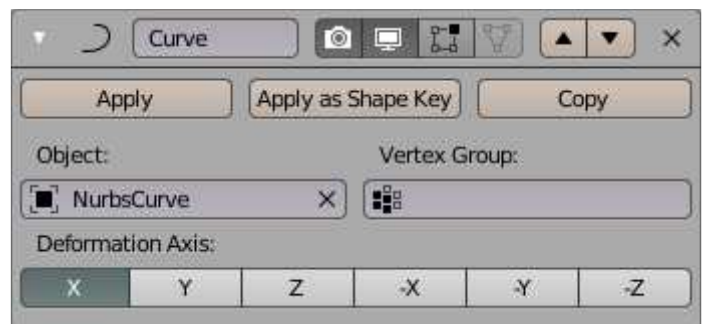 Curve
Apply Apply as Shape Key Copy
Object: Vertex Group:
NurbsCurve
Deformation Axis:
X Y Z -X -Y -Z